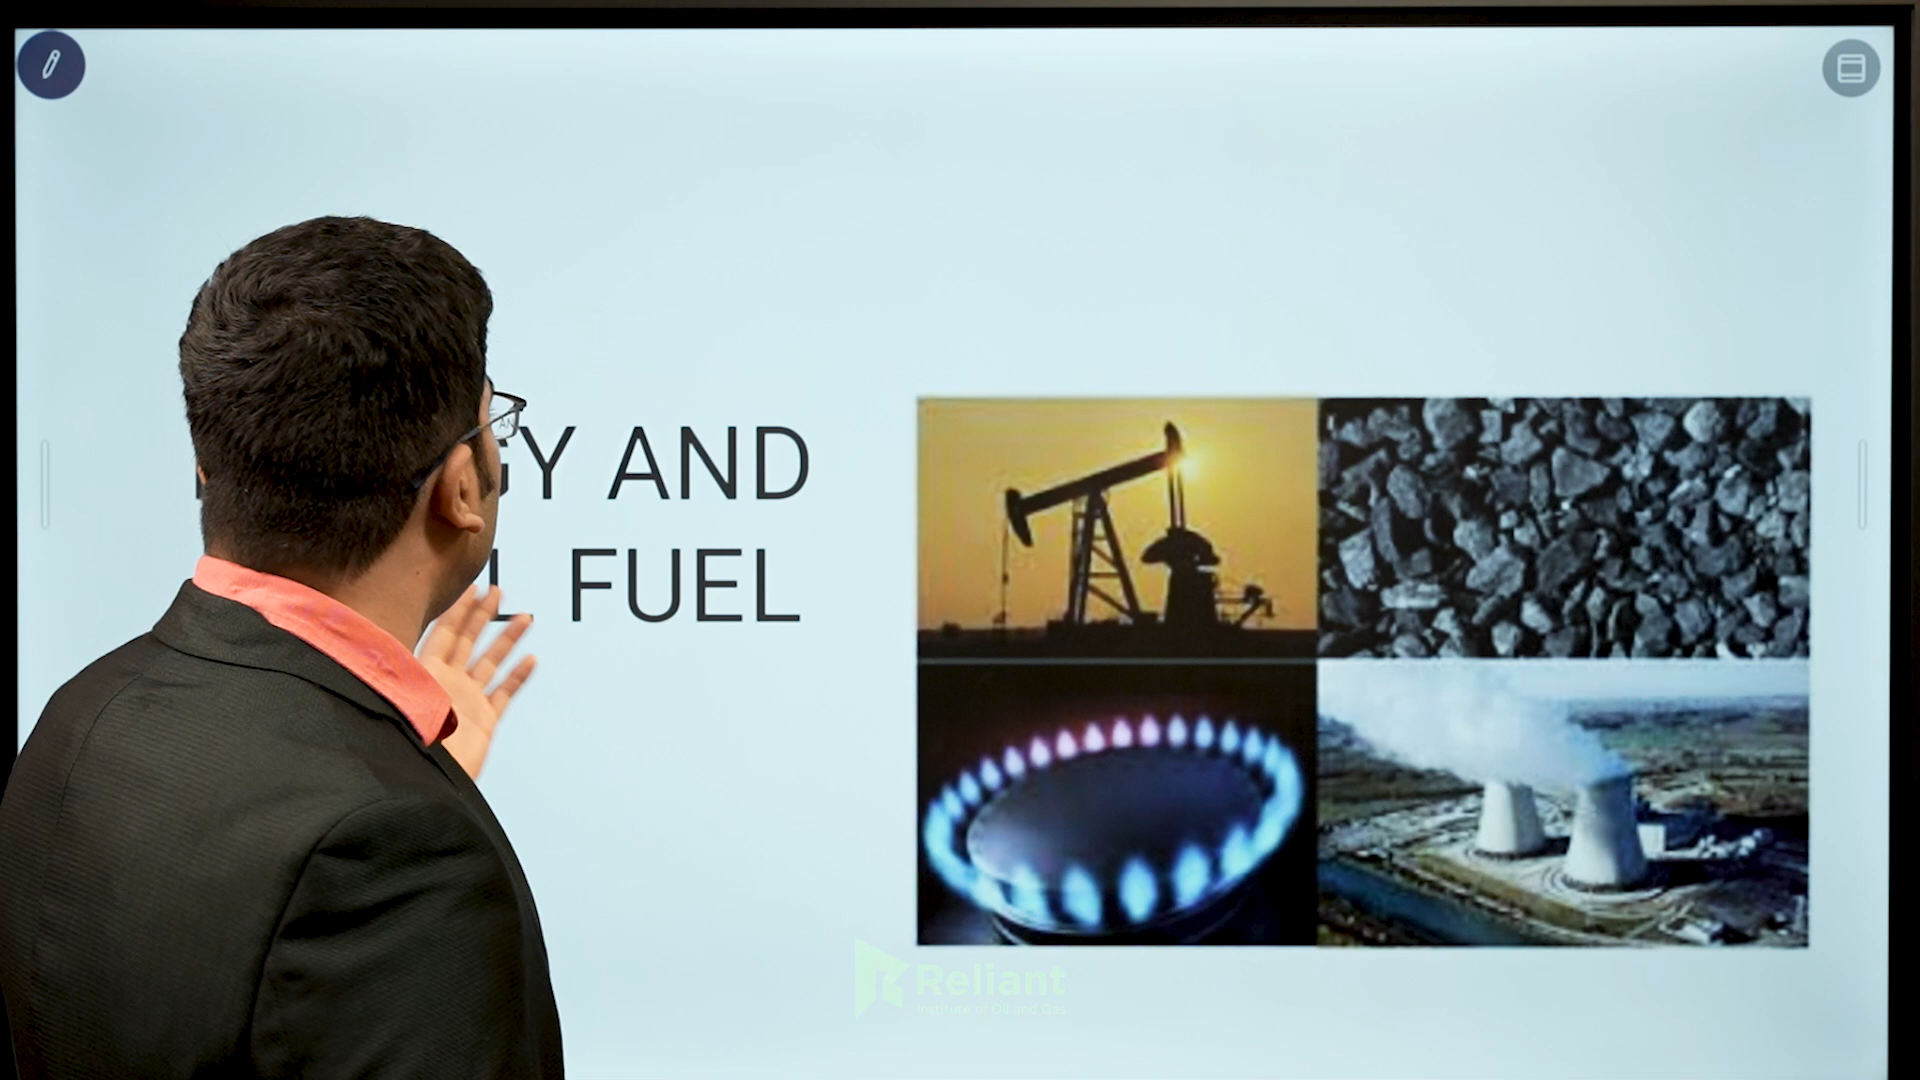 GY AND
L FUEL
Reliant
Institute of Oil and Gas